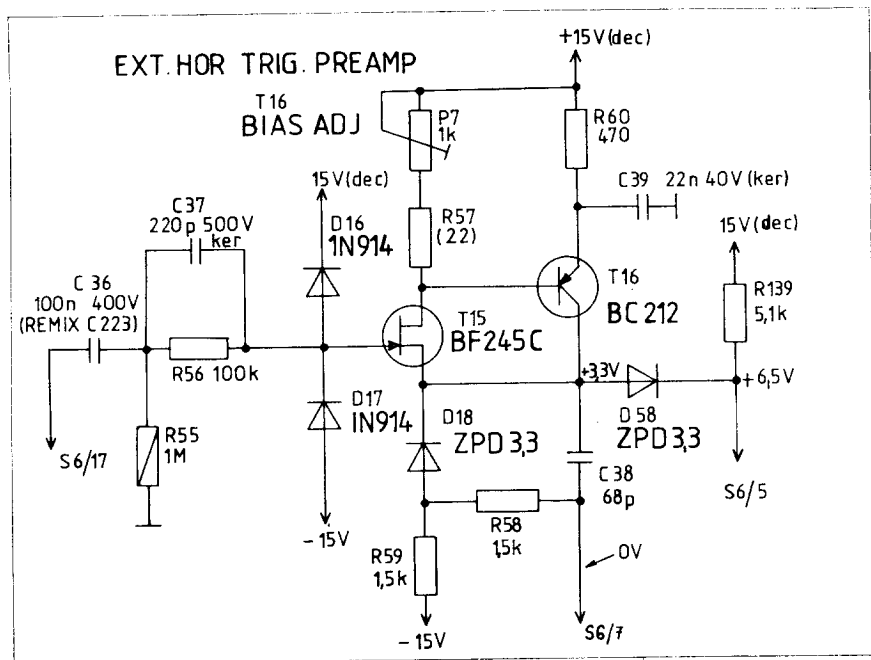 EXT. HOR TRIG. PREAMP
+15V(dec)
T16
BIAS ADJ
P7
1k
R60
470
15V(dec)
C39 22n 40V (ker)
C37
220p 500V
ker
D16
1N914
R57
(22)
15V(dec)
C 36
100n 400V
(REMIX C223)
T16
BC 212
R139
5,1k
T15
BF245C
R56 100k
+3,3V
+6,5V
D17
IN914
D18
ZPD 3,3
D58
ZPD 3,3
R55
1M
S6/17
C38
68p
S6/5
R58
1,5k
-15V
R59
1,5k
0V
-15V
S6/7